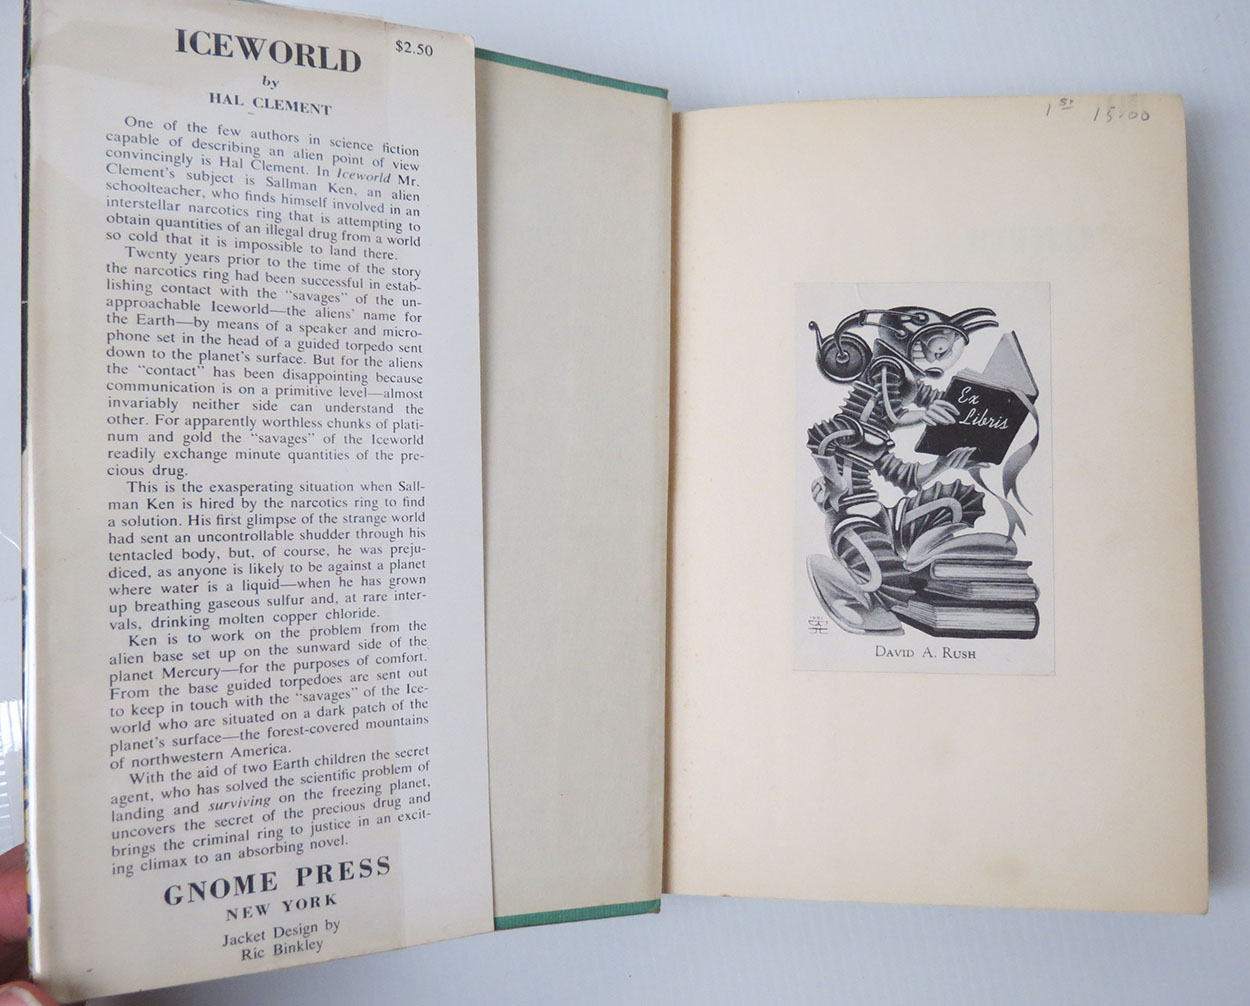 ICEWORLD
$2.50
by
HAL CLEMENT
One of the few authors in science fiction
capable of describing an alien point of view
convincingly is Hal Clement. In Iceworld Mr.
Clement's subject is Sallman Ken, an alien
schoolteacher, who finds himself involved in an
interstellar narcotics ring that is attempting to
obtain quantities of an illegal drug from a world
so cold that it is impossible to land there.
Twenty years prior to the time of the story
the narcotics ring had been successful in estab-
lishing contact with the "savages" of the un-
approachable Iceworld—the aliens' name for
the Earth—by means of a speaker and micro-
phone set in the head of a guided torpedo sent
down to the planet's surface. But for the aliens
the "contact" has been disappointing because
communication is on a primitive level—almost
invariably neither side can understand the
other. For apparently worthless chunks of plati-
num and gold the "savages" of the Iceworld
readily exchange minute quantities of the pre-
cious drug.
This is the exasperating situation when Sall-
man Ken is hired by the narcotics ring to find
a solution. His first glimpse of the strange world
had sent an uncontrollable shudder through his
tentacled body, but, of course, he was preju-
diced, as anyone is likely to be against a planet
where water is a liquid—when he has grown
up breathing gaseous sulfur and, at rare inter-
vals, drinking molten copper chloride.
Ken is to work on the problem from the
alien base set up on the sunward side of the
planet Mercury—for the purposes of comfort.
From the base guided torpedoes are sent out
to keep in touch with the "savages" of the Ice-
world who are situated on a dark patch of the
planet's surface—the forest-covered mountains
of northwestern America.
With the aid of two Earth children the secret
agent, who has solved the scientific problem of
landing and surviving on the freezing planet,
uncovers the secret of the precious drug and
brings the criminal ring to justice in an excit-
ing climax to an absorbing novel.
GNOME PRESS
NEW YORK
Jacket Design by
Ric Binkley
1st 15.00
Ex
Libris
DAVID A. RUSH